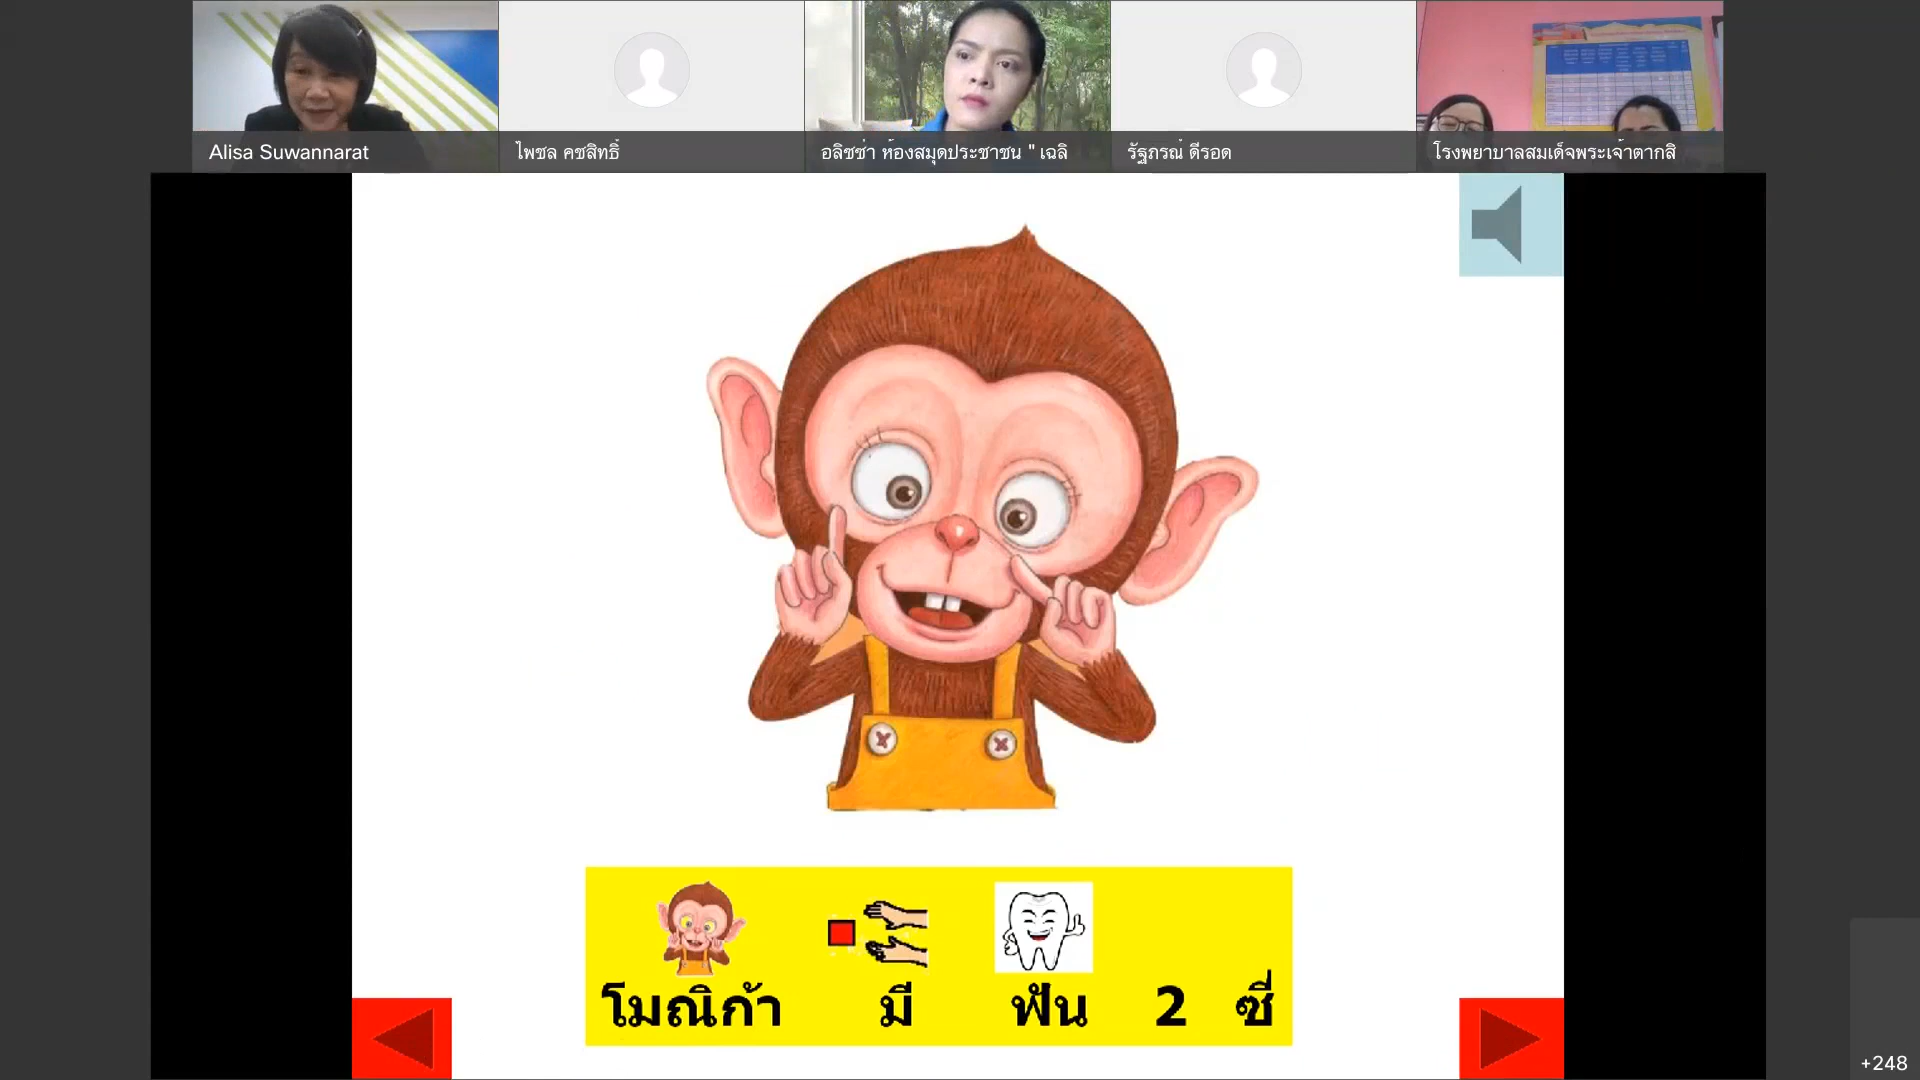 Alisa Suwannarat
ไพชล คชสิทธิ์
อลิซซ่า ห้องสมุดประชาชน " เฉลิ
รัฐภรณ์ ดีรอด
โรงพยาบาลสมเด็จพระเจ้าตากสิ
โมณิก้า มี ฟัน 2 ซี่
+248